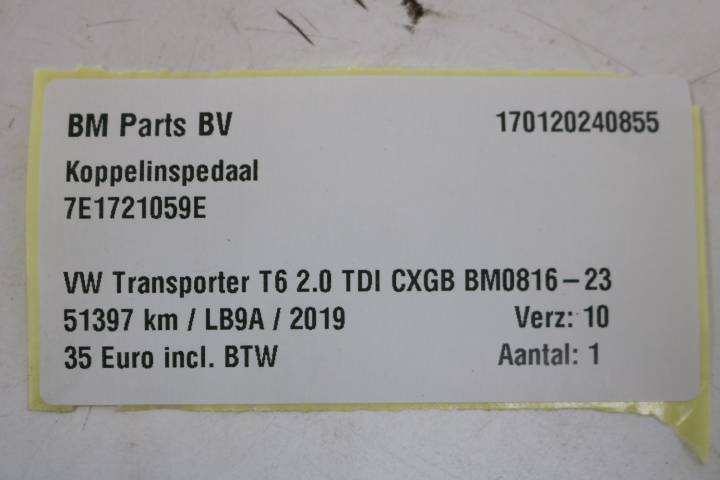 BM Parts BV 170120240855
Koppelinspedaal
7E1721059E
VW Transporter T6 2.0 TDI CXGB BM0816-23
51397 km / LB9A / 2019 Verz: 10
35 Euro incl. BTW Aantal: 1